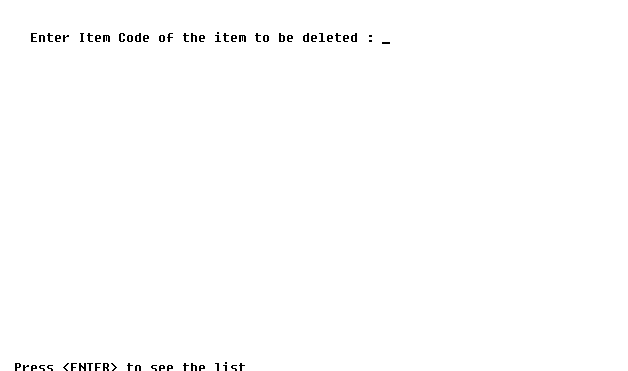 Enter Item Code of the item to be deleted : _
Press <ENTER> to see the list